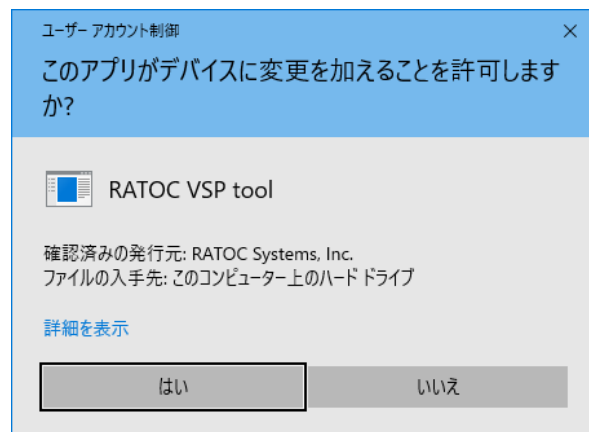 ユーザー アカウント制御
このアプリがデバイスに変更を加えることを許可します
か?
RATOC VSP tool
確認済みの発行元: RATOC Systems, Inc.
ファイルの入手先: このコンピューター上のハード ドライブ
詳細を表示
はい
いいえ